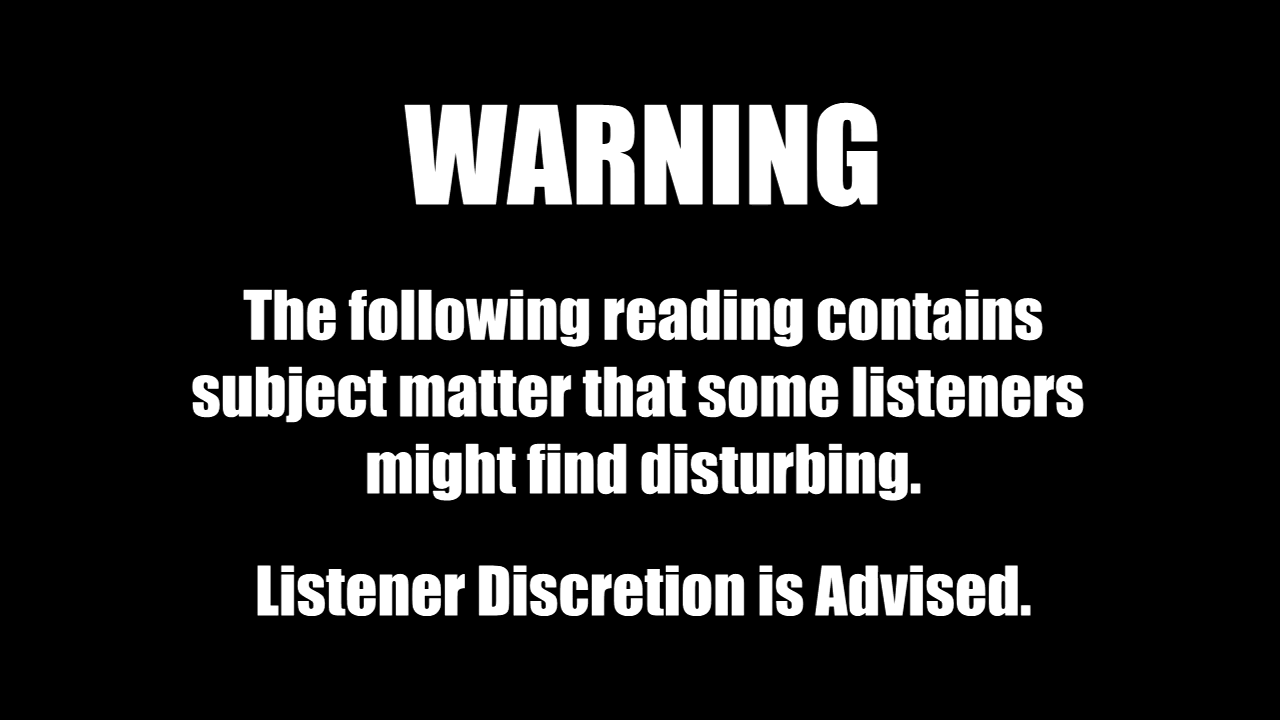 WARNING
The following reading contains
subject matter that some listeners
might find disturbing.
Listener Discretion is Advised.